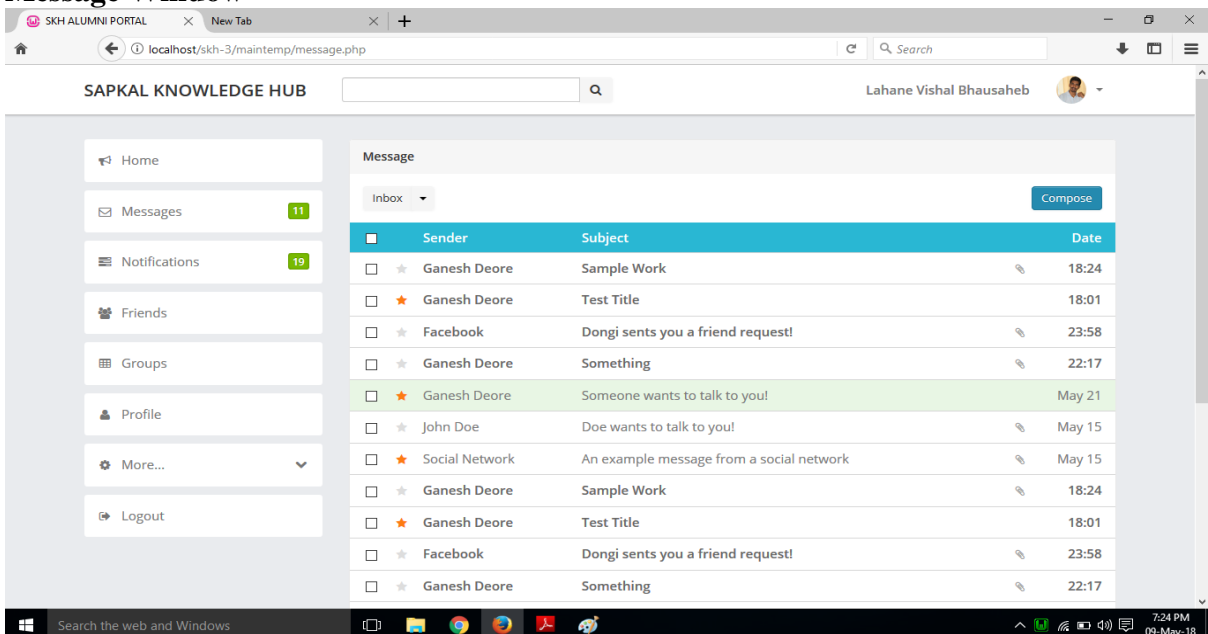 Message Window
SKH ALUMNI PORTAL
New Tab
localhost/skh-3/maintemp/message.php
Search
SAPKAL KNOWLEDGE HUB
Lahane Vishal Bhausaheb
Home
Messages 11
Notifications 19
Friends
Groups
Profile
More...
Logout
Message
Inbox
Compose
Sender Subject Date
Ganesh Deore Sample Work 18:24
Ganesh Deore Test Title 18:01
Facebook Dongi sents you a friend request! 23:58
Ganesh Deore Something 22:17
Ganesh Deore Someone wants to talk to you! May 21
John Doe Doe wants to talk to you! May 15
Social Network An example message from a social network May 15
Ganesh Deore Sample Work 18:24
Ganesh Deore Test Title 18:01
Facebook Dongi sents you a friend request! 23:58
Ganesh Deore Something 22:17
Search the web and Windows
7:24 PM
09-May-18